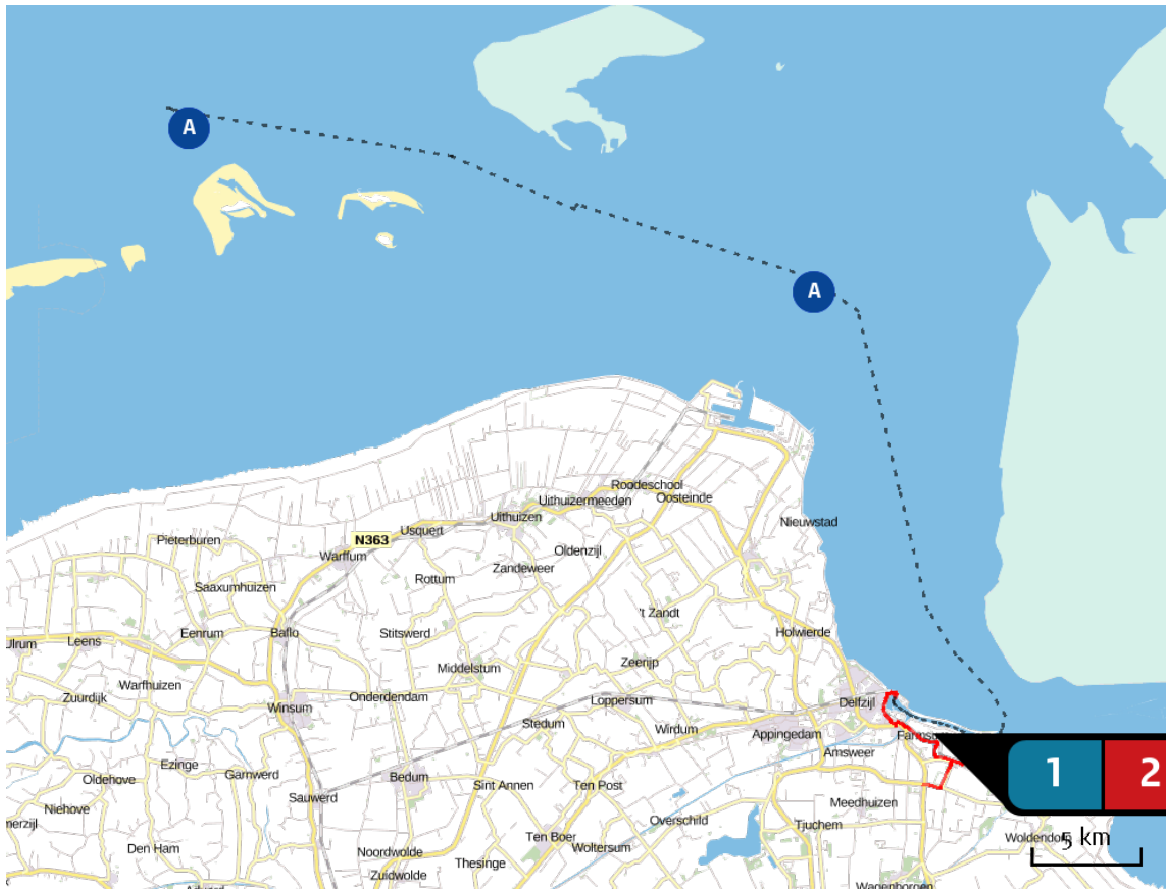 A
A
Roodeschool
Uithuizermeeden
Oosteinde
Uithuizen
Nieuwstad
Usquert
N363
Pieterburen
Warffum
Oldenzijl
Zandeweer
Rottum
Saaxumhuizen
't Zandt
Eenrum
Baflo
Stitswerd
Holwierde
Ulrum
Leens
Zeerijp
Middelstum
Warfhuizen
Zuurdijk
Onderdendam
Loppersum
Delfzijl
Winsum
Stedum
Wirdum
Appingedam
Amsweer
Ezinge
Garnwerd
Oldehove
Bedum
Sint Annen
Ten Post
1
2
Sauwerd
Meedhuizen
Niehove
Overschild
Tjuchem
Ten Boer
Woltersum
5 km
Den Ham
Noordwolde
Thesinge
Zuidwolde
Wagenborgen